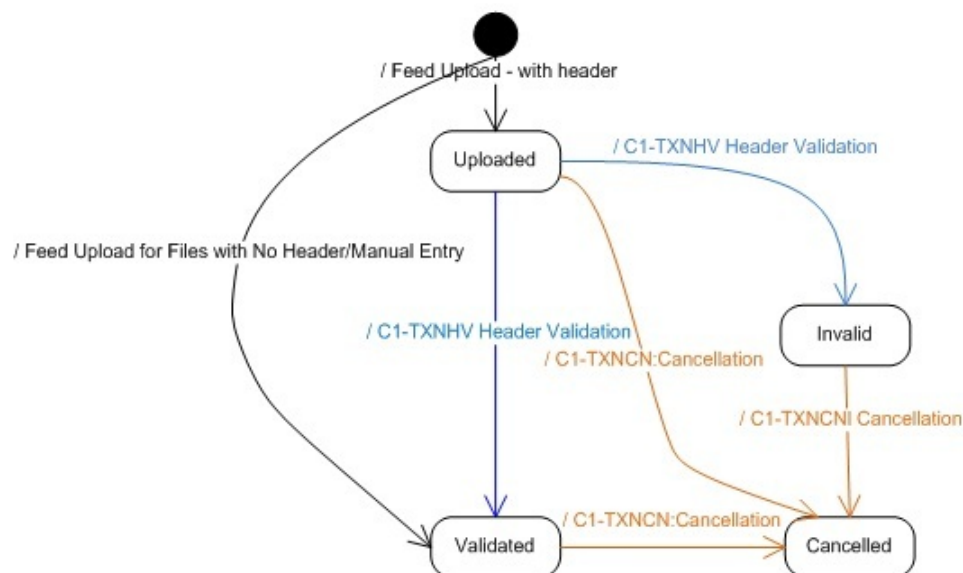 / Feed Upload - with header
Uploaded
/ C1-TXNHV Header Validation
/ Feed Upload for Files with No Header/Manual Entry
Invalid
/ C1-TXNHV Header Validation
/ C1-TXNCN:Cancellation
/ C1-TXNCNI Cancellation
/ C1-TXNCN:Cancellation
Validated
Cancelled